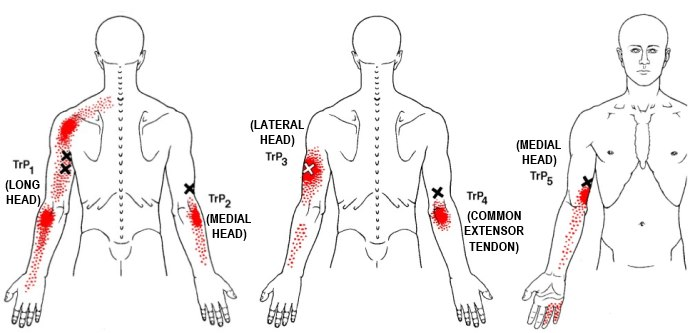 TrP1
(LONG
HEAD)
TrP2
(MEDIAL
HEAD)
(LATERAL
HEAD)
TrP3
TrP4
(COMMON
EXTENSOR
TENDON)
(MEDIAL
HEAD)
TrP5